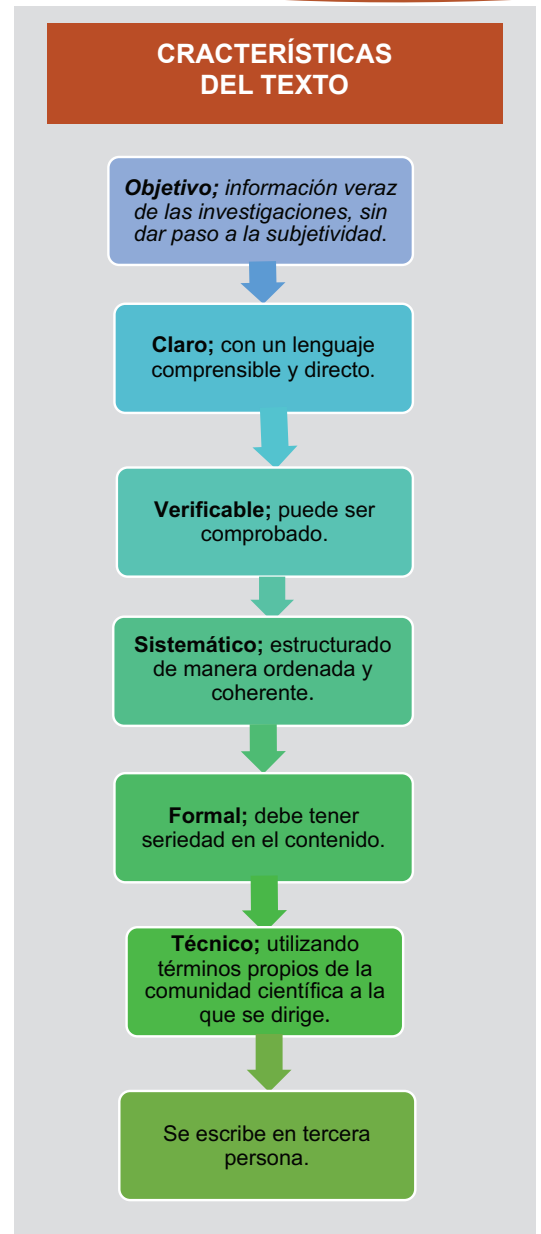 CRACTERÍSTICAS
DEL TEXTO
Objetivo; información veraz
de las investigaciones, sin
dar paso a la subjetividad.
Claro; con un lenguaje
comprensible y directo.
Verificable; puede ser
comprobado.
Sistemático; estructurado
de manera ordenada y
coherente.
Formal; debe tener
seriedad en el contenido.
Técnico; utilizando
términos propios de la
comunidad científica a la
que se dirige.
Se escribe en tercera
persona.